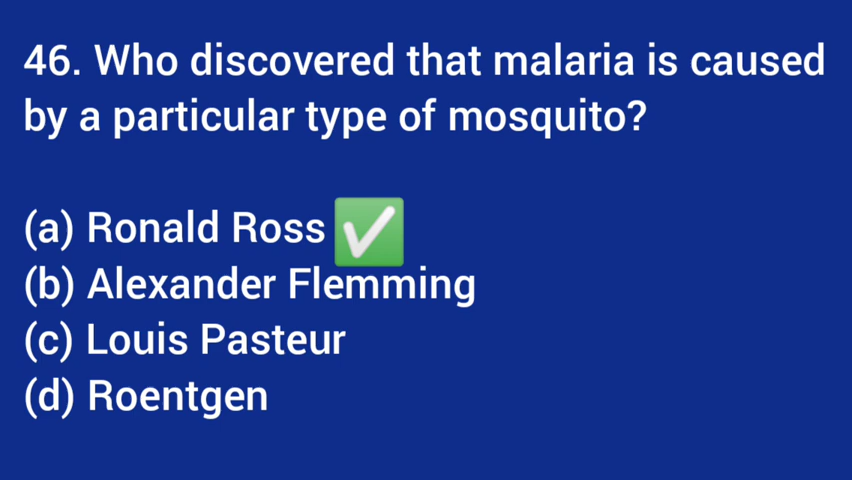 46. Who discovered that malaria is caused
by a particular type of mosquito?
(a) Ronald Ross ✅
(b) Alexander Flemming
(c) Louis Pasteur
(d) Roentgen